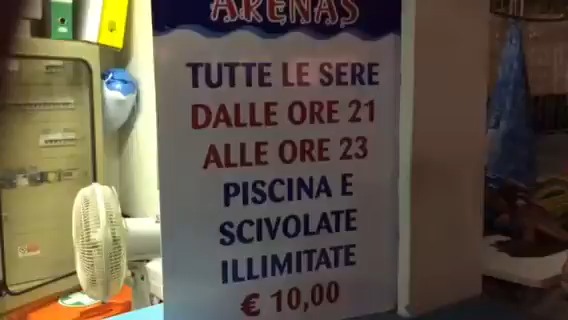 ARENAS
TUTTE LE SERE
DALLE ORE 21
ALLE ORE 23
PISCINA E
SCIVOLATE
ILLIMITATE
€ 10,00